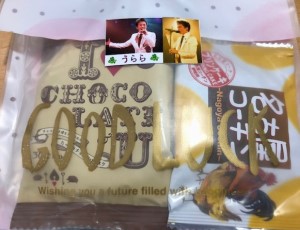 うらら
I
CHOCO
LATE
U
GOOD LUCK
Wishing you a future filled with
名古屋
コーチン
Nagoya